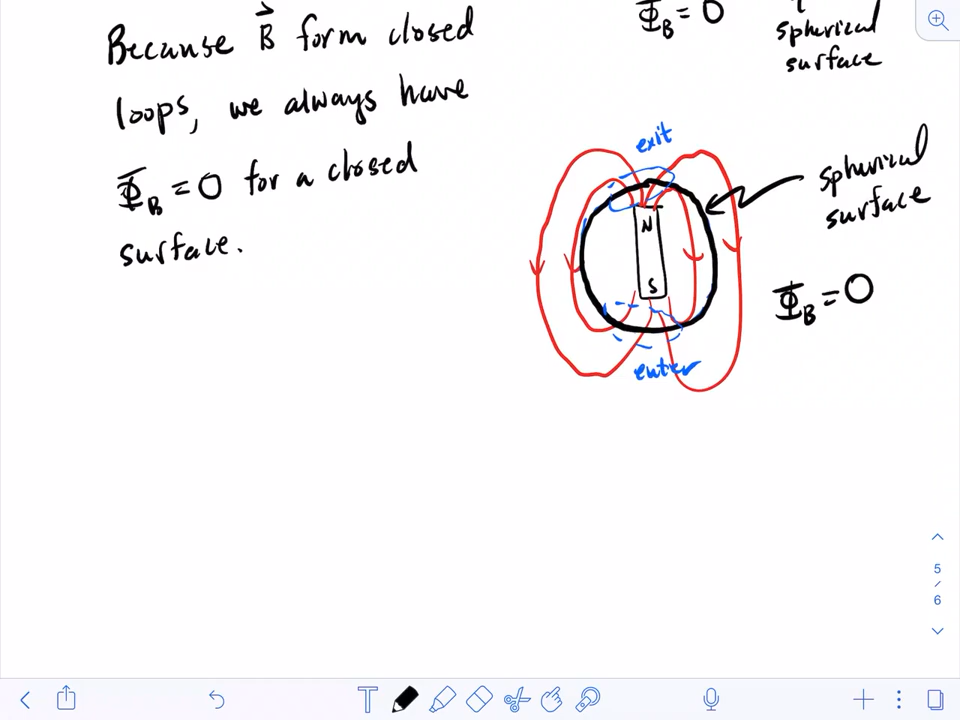 Because B⃗ form closed
loops, we always have
Φ_B = 0 for a closed
surface.
Φ_B = 0
spherical
surface
exit
N
S
enter
spherical
surface
Φ_B = 0
5
/
6
T